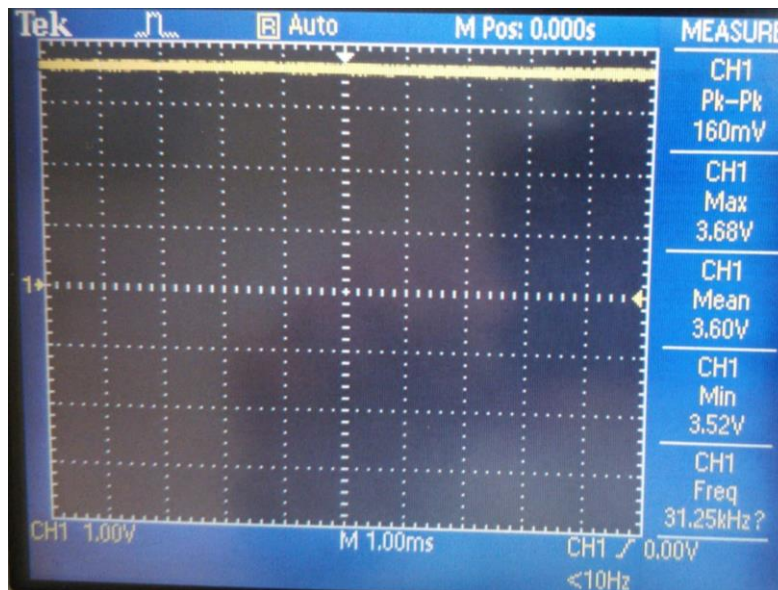 Tek R Auto M Pos: 0.000s MEASURE
CH1
Pk-Pk
160mV
CH1
Max
3.68V
1
CH1
Mean
3.60V
CH1
Min
3.52V
CH1
Freq
31.25kHz?
CH1 1.00V M 1.00ms CH1 0.00V
<10Hz